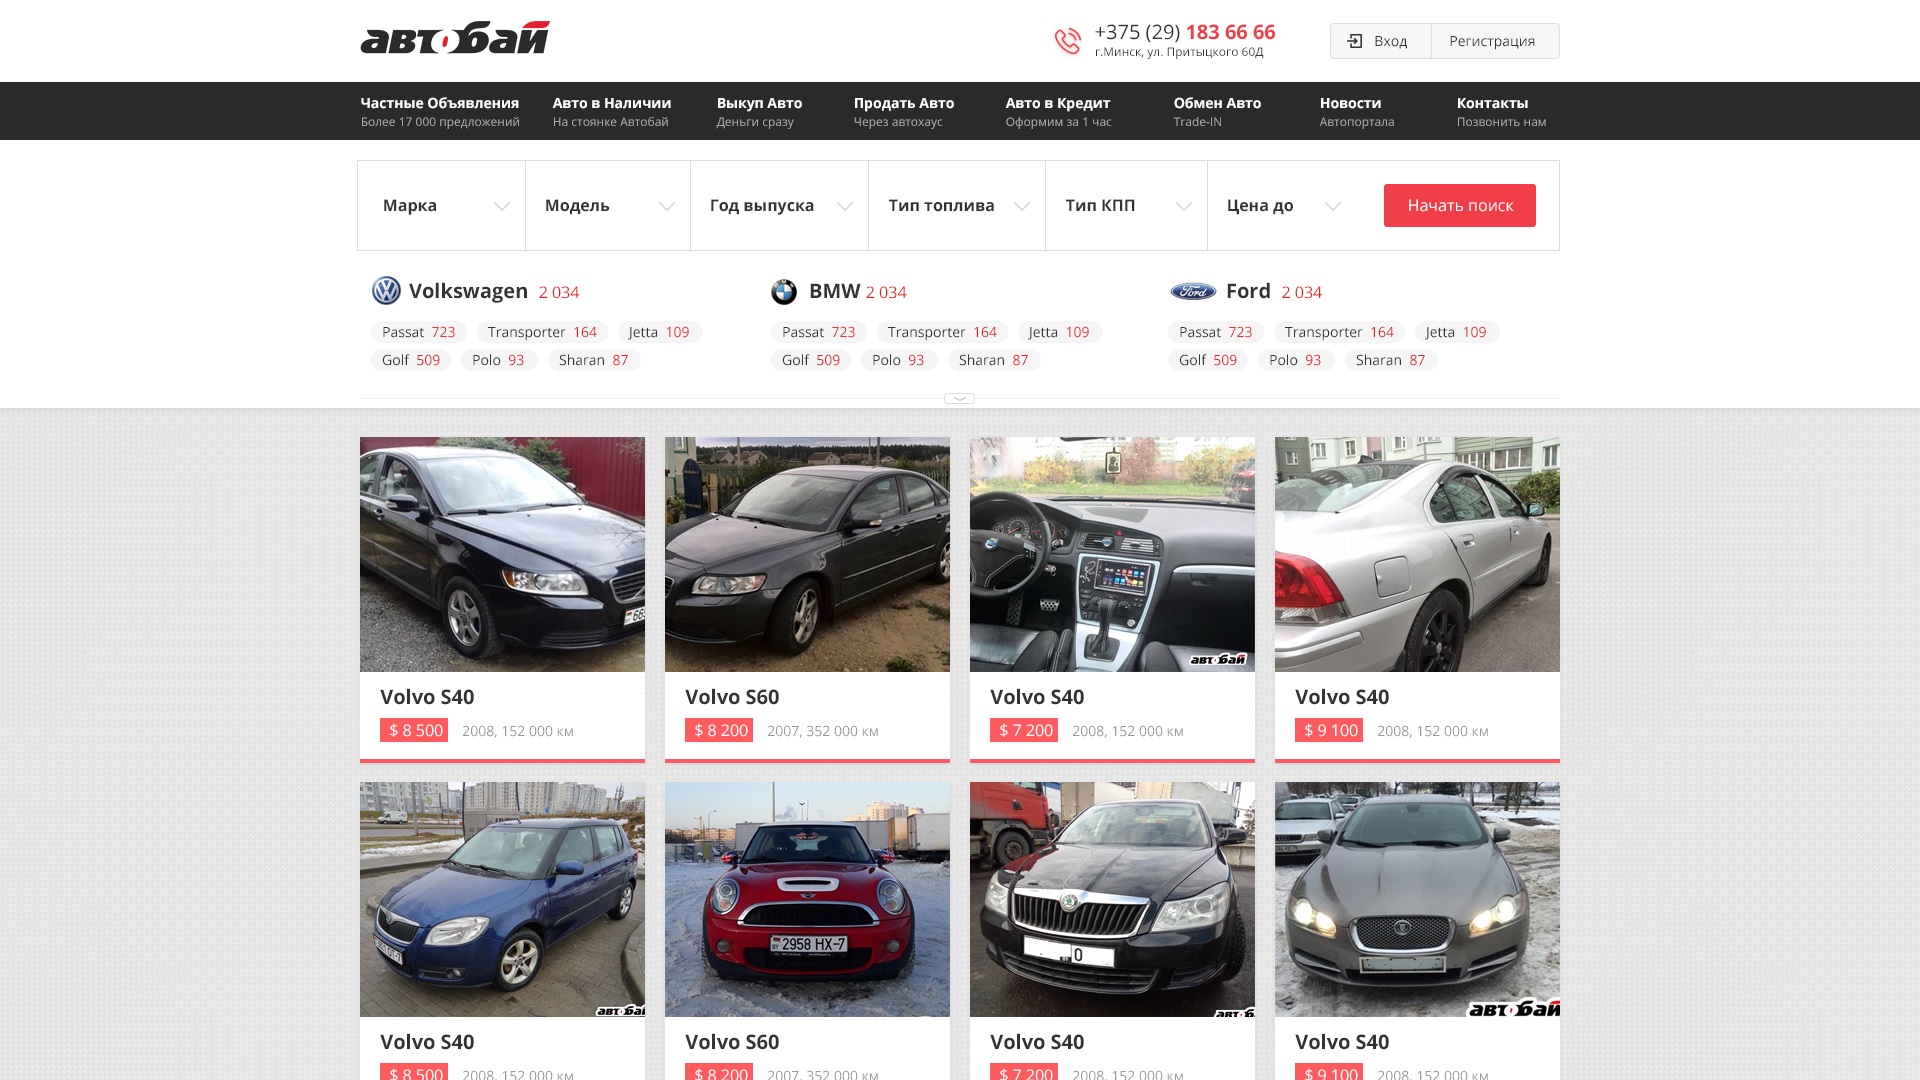 автобай
+375 (29) 183 66 66
г.Минск, ул. Притыцкого 60Д
Вход
Регистрация
Частные Объявления
Более 17 000 предложений
Авто в Наличии
На стоянке Автобай
Выкуп Авто
Деньги сразу
Продать Авто
Через автохаус
Авто в Кредит
Оформим за 1 час
Обмен Авто
Trade-IN
Новости
Автопортала
Контакты
Позвонить нам
Марка
Модель
Год выпуска
Тип топлива
Тип КПП
Цена до
Начать поиск
Volkswagen 2 034
Passat 723 Transporter 164 Jetta 109
Golf 509 Polo 93 Sharan 87
BMW 2 034
Passat 723 Transporter 164 Jetta 109
Golf 509 Polo 93 Sharan 87
Ford
Ford 2 034
Passat 723 Transporter 164 Jetta 109
Golf 509 Polo 93 Sharan 87
автобай
Volvo S40
$ 8 500 2008, 152 000 км
Volvo S60
$ 8 200 2007, 352 000 км
Volvo S40
$ 7 200 2008, 152 000 км
Volvo S40
$ 9 100 2008, 152 000 км
автобай
2958 HX-7
автобай
автобай
Volvo S40
$ 8 500 2008, 152 000 км
Volvo S60
$ 8 200 2007, 352 000 км
Volvo S40
$ 7 200 2008, 152 000 км
Volvo S40
$ 9 100 2008, 152 000 км